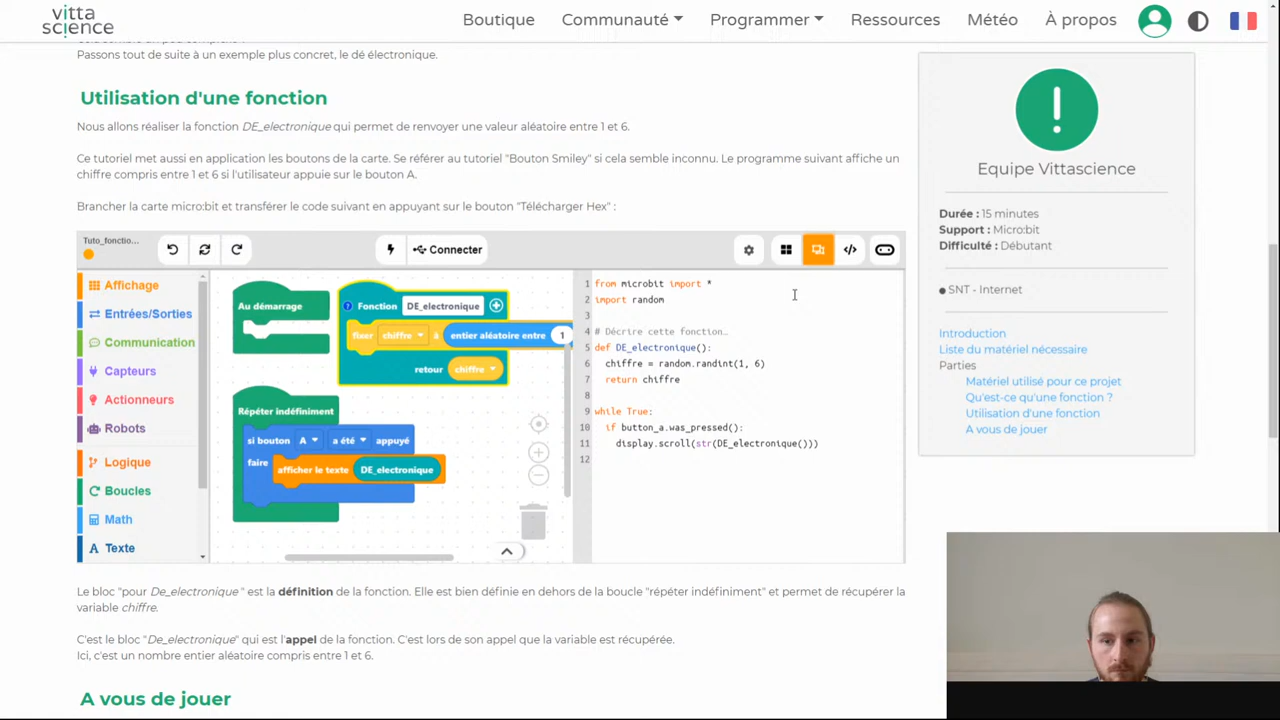 vitta
science
Boutique
Communauté
Programmer
Ressources
Météo
À propos
Passons tout de suite à un exemple plus concret, le dé électronique.
Utilisation d'une fonction
Nous allons réaliser la fonction DE_electronique qui permet de renvoyer une valeur aléatoire entre 1 et 6.
Ce tutoriel met aussi en application les boutons de la carte. Se référer au tutoriel "Bouton Smiley" si cela semble inconnu. Le programme suivant affiche un
chiffre compris entre 1 et 6 si l'utilisateur appuie sur le bouton A.
Brancher la carte micro:bit et transférer le code suivant en appuyant sur le bouton "Télécharger Hex" :
Tuto_fonctio...
Connecter
Affichage
Entrées/Sorties
Communication
Capteurs
Actionneurs
Robots
Logique
Boucles
Math
Texte
Au démarrage
Fonction DE_electronique
fixer chiffre à entier aléatoire entre 1
retour chiffre
Répéter indéfiniment
si bouton A a été appuyé
faire afficher le texte DE_electronique
1 from microbit import *
2 import random
3
4 # Décrire cette fonction…
5 def DE_electronique():
6 chiffre = random.randint(1, 6)
7 return chiffre
8
9 while True:
10 if button_a.was_pressed():
11 display.scroll(str(DE_electronique()))
12
Le bloc "pour De_electronique " est la définition de la fonction. Elle est bien définie en dehors de la boucle "répéter indéfiniment" et permet de récupérer la
variable chiffre.
C'est le bloc "De_electronique" qui est l'appel de la fonction. C'est lors de son appel que la variable est récupérée.
Ici, c'est un nombre entier aléatoire compris entre 1 et 6.
A vous de jouer
Equipe Vittascience
Durée : 15 minutes
Support : Micro:bit
Difficulté : Débutant
SNT - Internet
Introduction
Liste du matériel nécessaire
Parties
Matériel utilisé pour ce projet
Qu'est-ce qu'une fonction ?
Utilisation d'une fonction
A vous de jouer